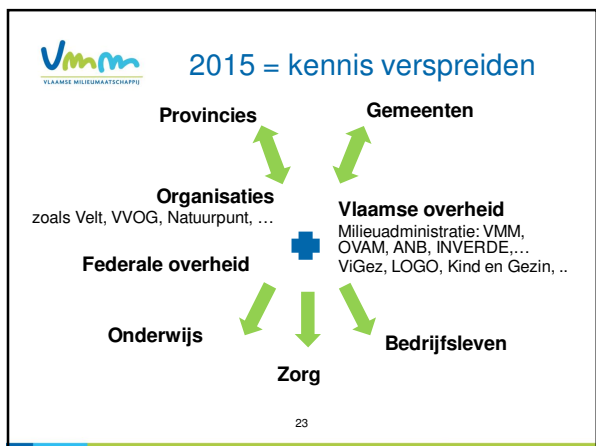 Vmm
VLAAMSE MILIEUMAATSCHAPPIJ
2015 = kennis verspreiden
Provincies
Gemeenten
Organisaties
zoals Velt, VVOG, Natuurpunt, …
Vlaamse overheid
Milieuadministratie: VMM,
OVAM, ANB, INVERDE,…
ViGez, LOGO, Kind en Gezin, ..
Federale overheid
Onderwijs
Bedrijfsleven
Zorg
23